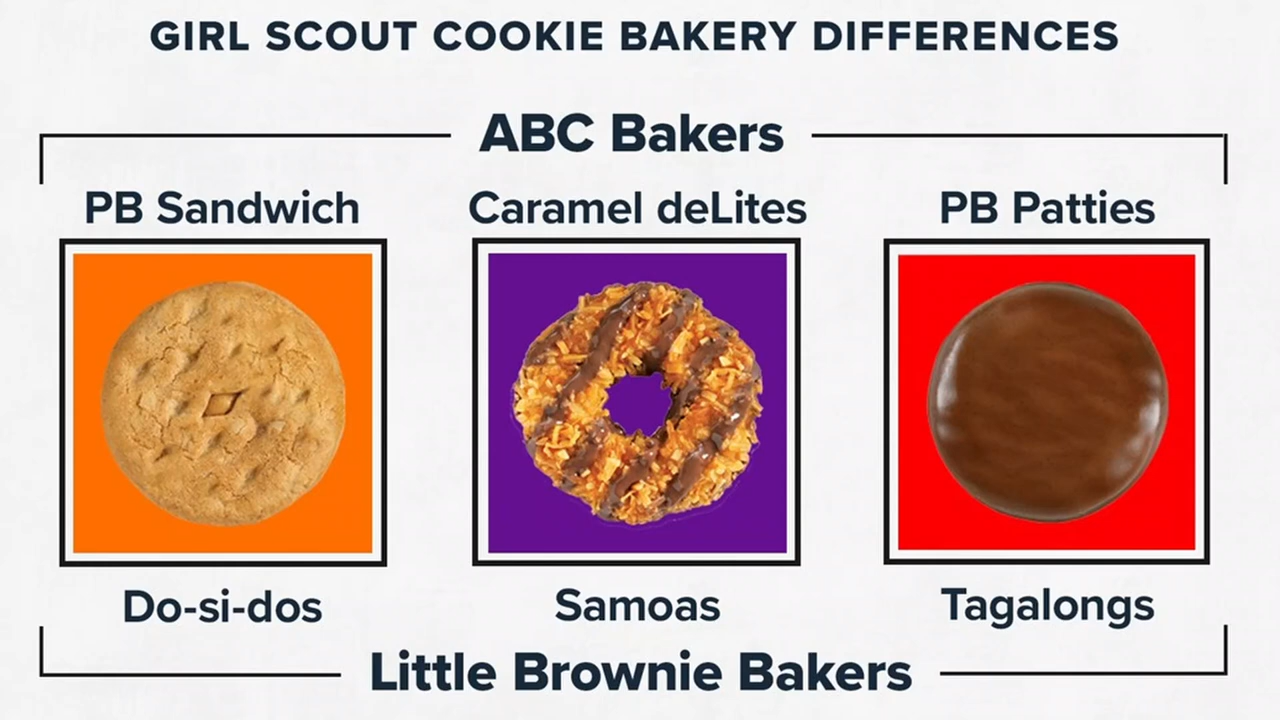 GIRL SCOUT COOKIE BAKERY DIFFERENCES
ABC Bakers
PB Sandwich
Caramel deLites
PB Patties
Do-si-dos
Samoas
Tagalongs
Little Brownie Bakers